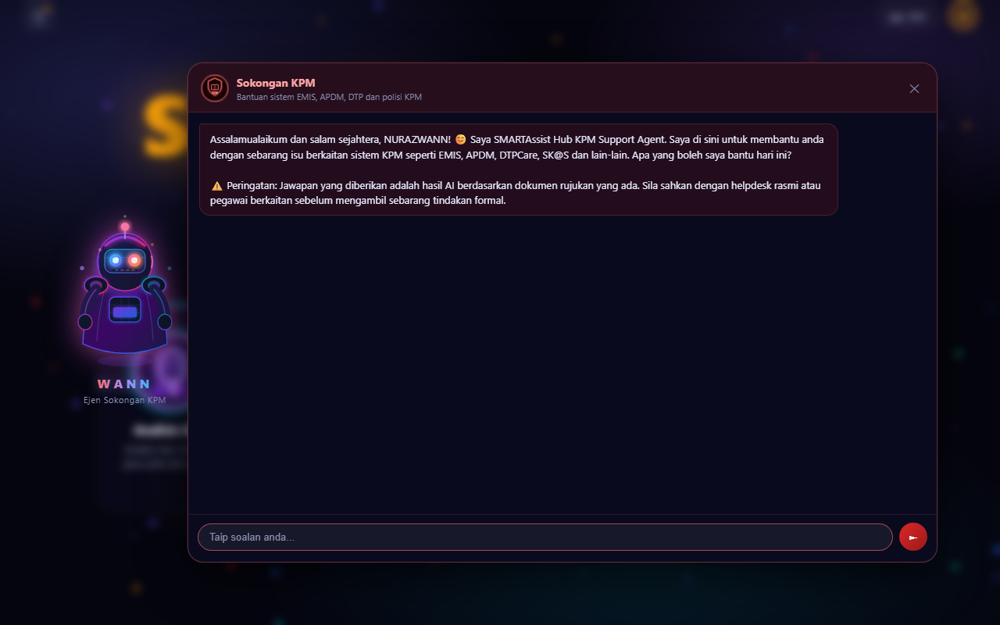 S
Sokongan KPM
Bantuan sistem EMIS, APDM, DTP dan polisi KPM
Assalamualaikum dan salam sejahtera, NURAZWANN! 😊 Saya SMARTAssist Hub KPM Support Agent. Saya di sini untuk membantu anda
dengan sebarang isu berkaitan sistem KPM seperti EMIS, APDM, DTPCare, SK@S dan lain-lain. Apa yang boleh saya bantu hari ini?
⚠️ Peringatan: Jawapan yang diberikan adalah hasil AI berdasarkan dokumen rujukan yang ada. Sila sahkan dengan helpdesk rasmi atau
pegawai berkaitan sebelum mengambil sebarang tindakan formal.
WANN
Ejen Sokongan KPM
Taip soalan anda...